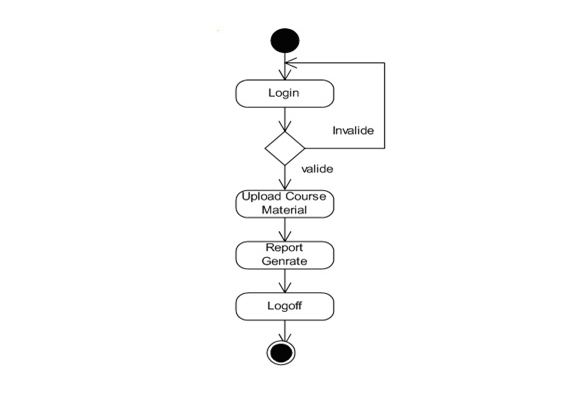 Login
Invalide
valide
Upload Course
Material
Report
Genrate
Logoff